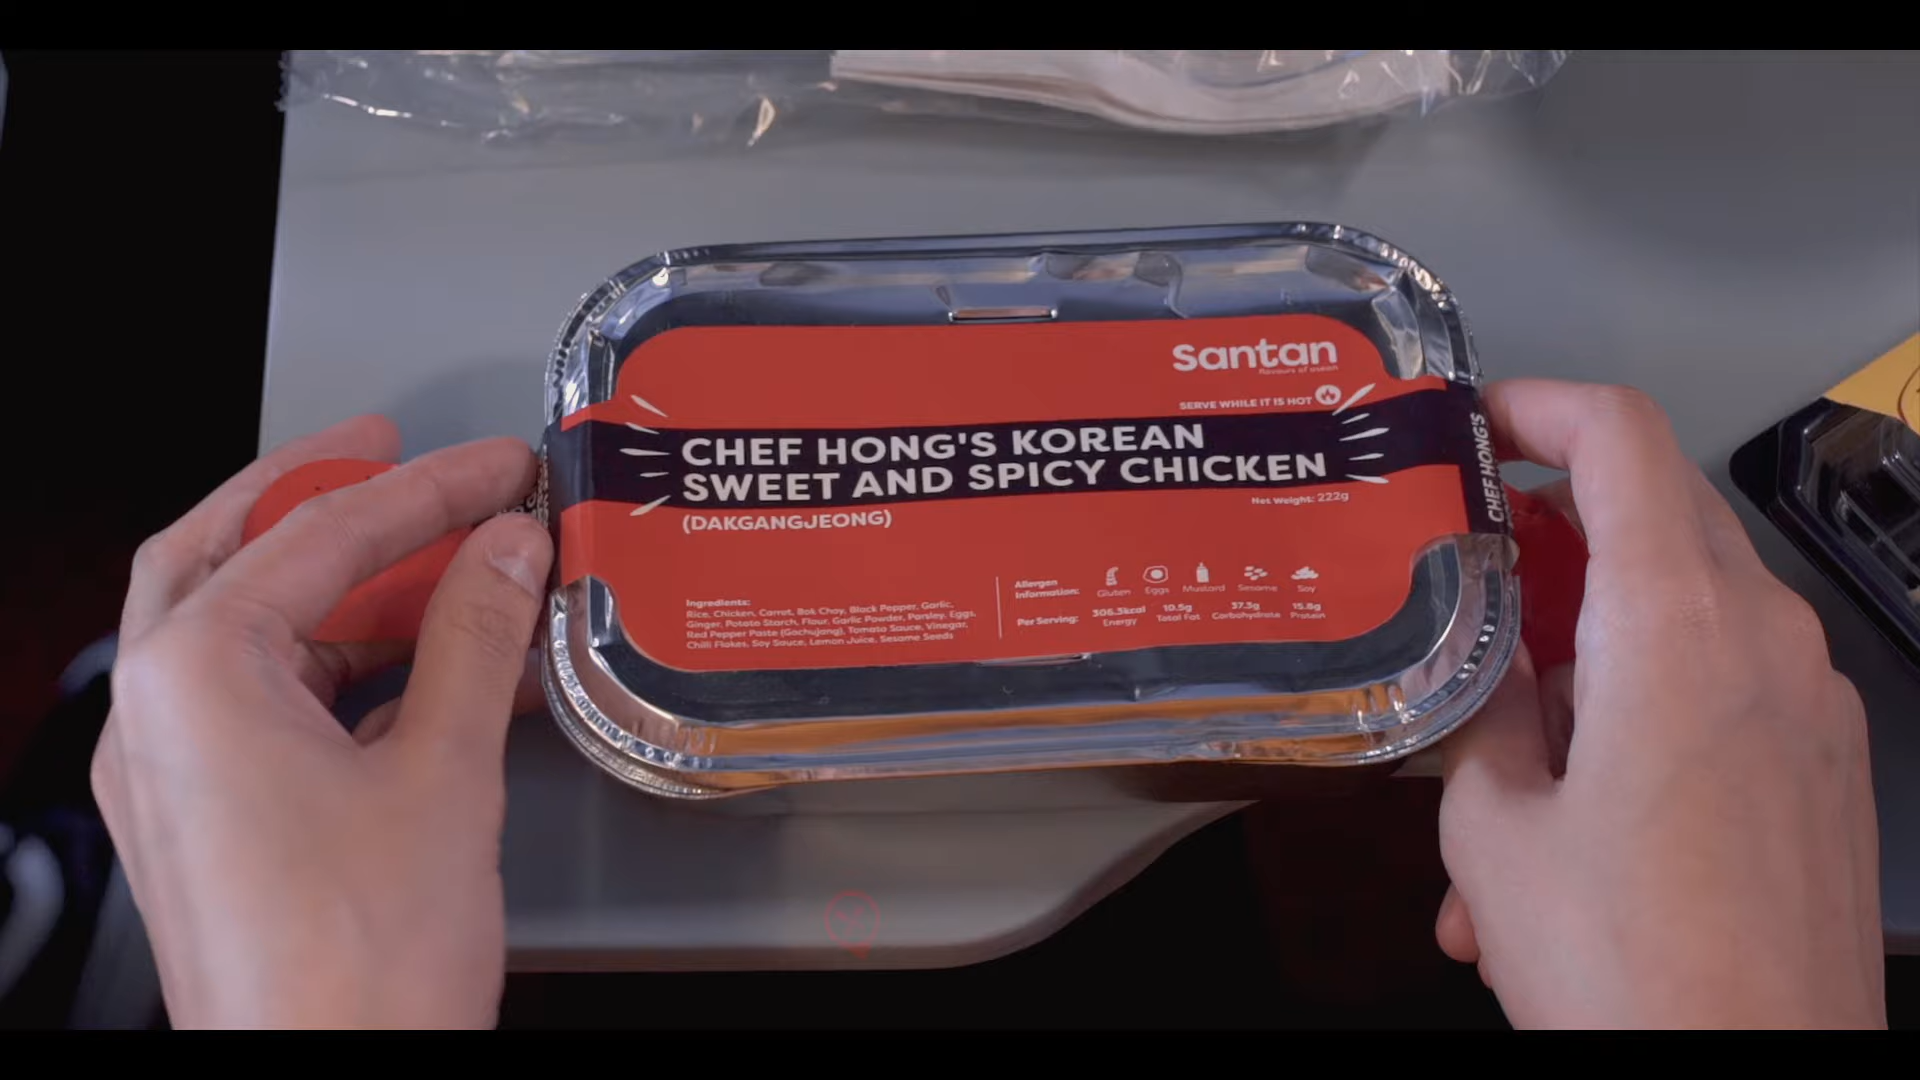 Santan
flavours of asean
SERVE WHILE IT IS HOT
CHEF HONG'S KOREAN
SWEET AND SPICY CHICKEN
(DAKGANGJEONG)
Net Weight: 222g
Ingredients:
Rice, Chicken, Carrot, Bok Choy, Black Pepper, Garlic,
Ginger, Potato Starch, Flour, Garlic Powder, Parsley, Eggs,
Red Pepper Paste (Gochujang), Tomato Sauce, Vinegar,
Chili Flakes, Soy Sauce, Lemon Juice, Sesame Seeds
Allergen
Information:
Gluten Eggs Mustard Sesame Soy
Per Serving:
306.3kcal 10.5g 37.3g 15.8g
Energy Total Fat Carbohydrate Protein
CHEF HONG'S